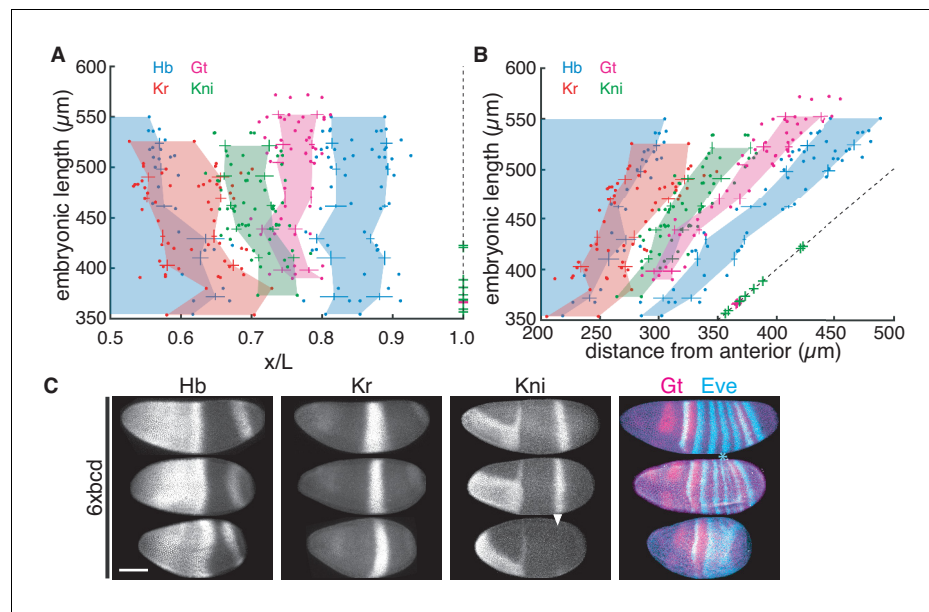 A
B
600
550
500
450
400
350
embryonic length (µm)
Hb Gt
Kr Kni
0.5 0.6 0.7 0.8 0.9 1.0
x/L
600
550
500
450
400
350
embryonic length (µm)
Hb Gt
Kr Kni
200 250 300 350 400 450 500
distance from anterior (µm)
C
Hb Kr Kni Gt Eve
6xbcd
*